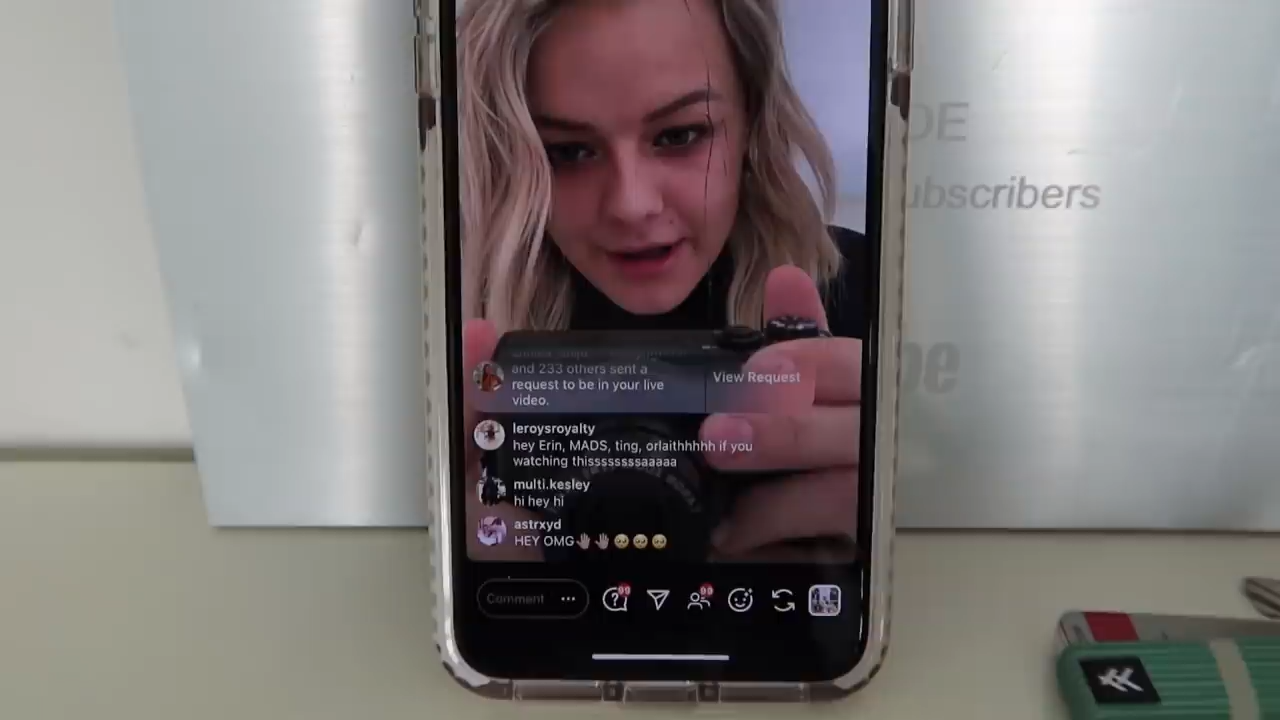 DE
ubscribers
be
and 233 others sent a
request to be in your live
video.
View Request
leroysroyalty
hey Erin, MADS, ting, orlaithhhhh if you
watching thissssssssaaaaa
multi.kesley
hi hey hi
astrxyd
HEY OMG🤚🤚🥺🥺🥺
Comment
99
99